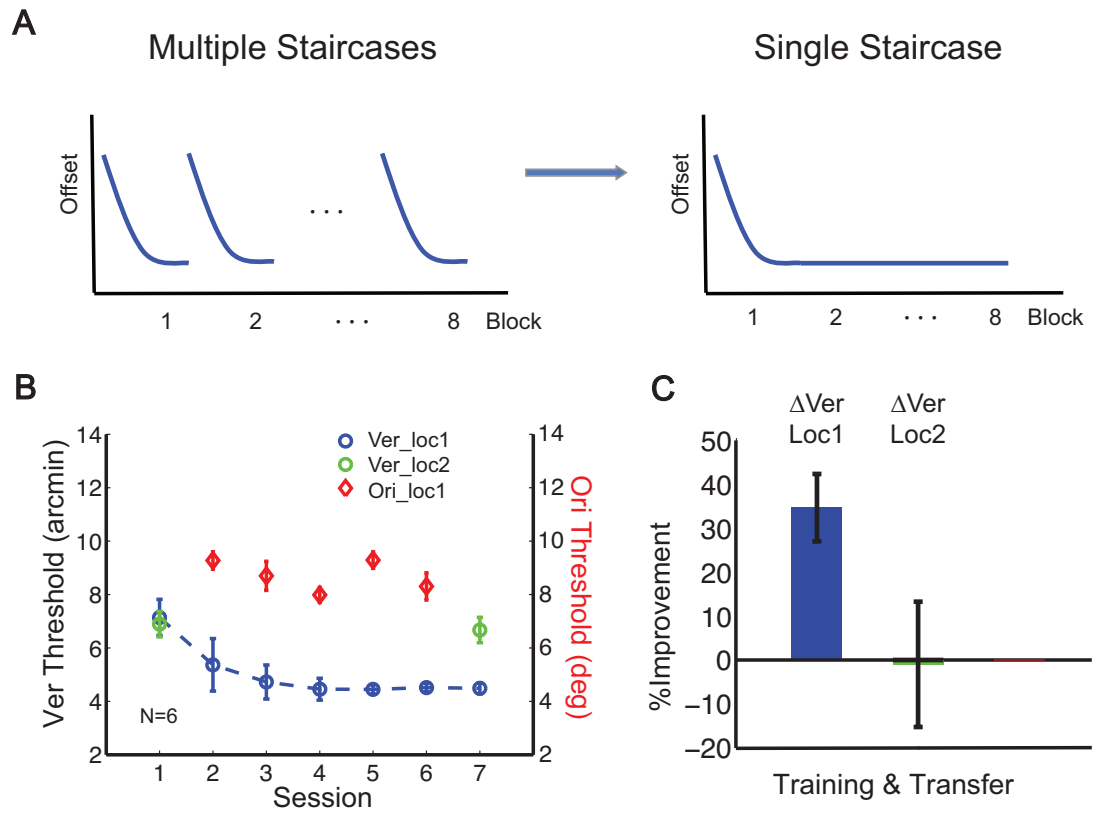 A
Multiple Staircases
Single Staircase
Offset
1 2 · · · 8 Block
Offset
1 2 · · · 8 Block
· · ·
B
Ver Threshold (arcmin)
14
12
10
8
6
4
2
Ver_loc1
Ver_loc2
Ori_loc1
N=6
14
12
10
8
6
4
2
Ori Threshold (deg)
1 2 3 4 5 6 7
Session
C
ΔVer ΔVer
Loc1 Loc2
%Improvement
50
40
30
20
10
0
−10
−20
Training & Transfer